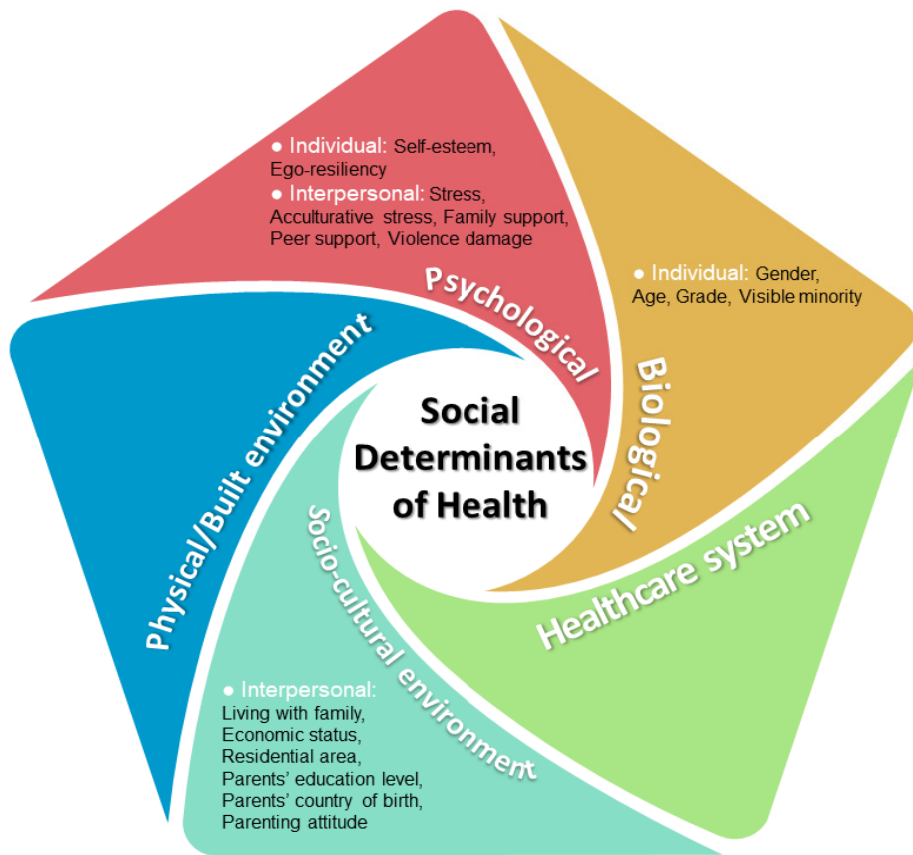 ● Individual: Self-esteem,
Ego-resiliency
● Interpersonal: Stress,
Acculturative stress, Family support,
Peer support, Violence damage
Psychological
● Individual: Gender,
Age, Grade, Visible minority
Biological
Physical/Built environment
Social
Determinants
of Health
Healthcare system
Socio-cultural environment
● Interpersonal:
Living with family,
Economic status,
Residential area,
Parents’ education level,
Parents’ country of birth,
Parenting attitude